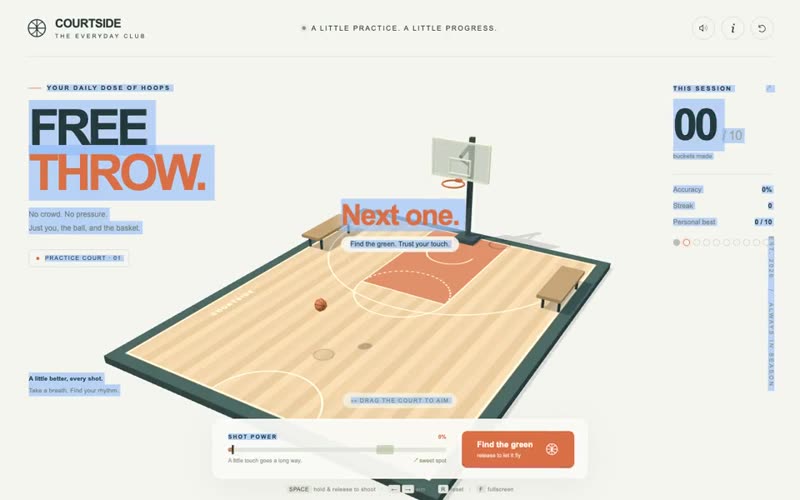 COURTSIDE
THE EVERYDAY CLUB
A LITTLE PRACTICE. A LITTLE PROGRESS.
i
YOUR DAILY DOSE OF HOOPS
FREE
THROW.
No crowd. No pressure.
Just you, the ball, and the basket.
PRACTICE COURT · 01
THIS SESSION
00 / 10
buckets made
Accuracy 0%
Streak 0
Personal best 0 / 10
EST. 2026 / ALWAYS IN SEASON
Next one.
Find the green. Trust your touch.
COURTSIDE
A little better, every shot.
Take a breath. Find your rhythm.
↔ DRAG THE COURT TO AIM
SHOT POWER 0%
A little touch goes a long way. ↗ sweet spot
Find the green
release to let it fly
SPACE hold & release to shoot ← → aim · R reset · F fullscreen